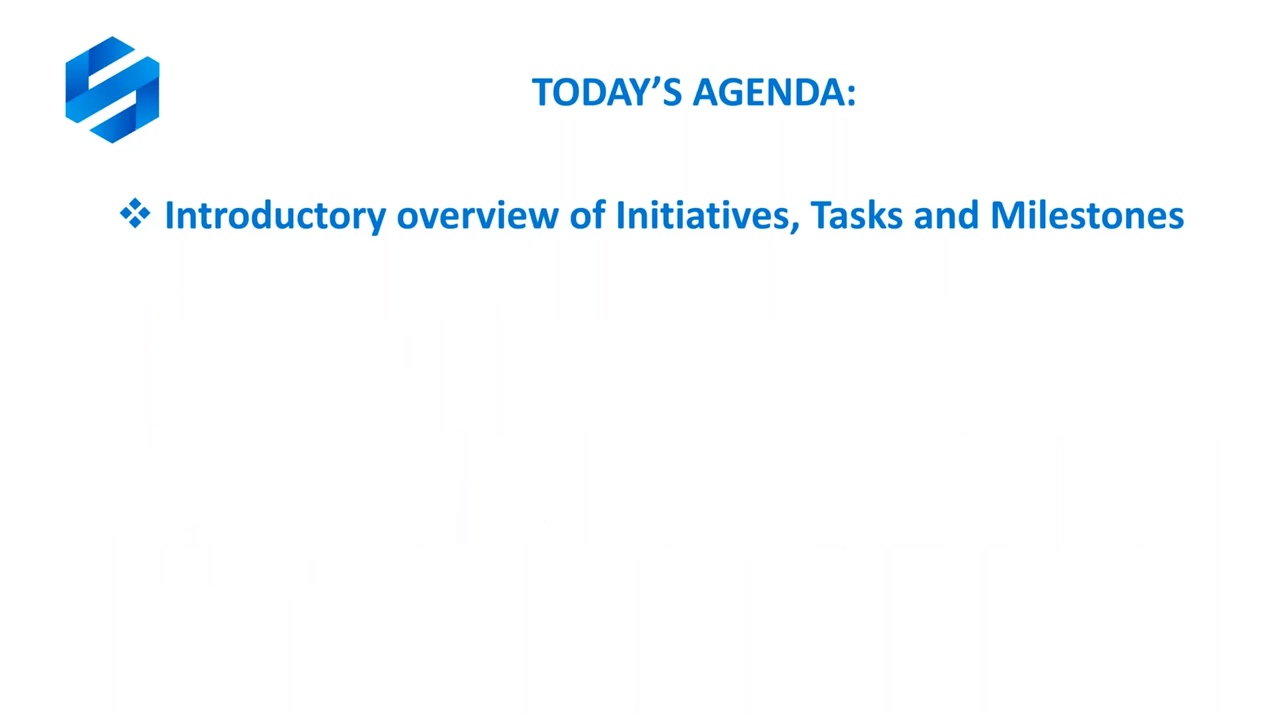 TODAY’S AGENDA:
❖ Introductory overview of Initiatives, Tasks and Milestones